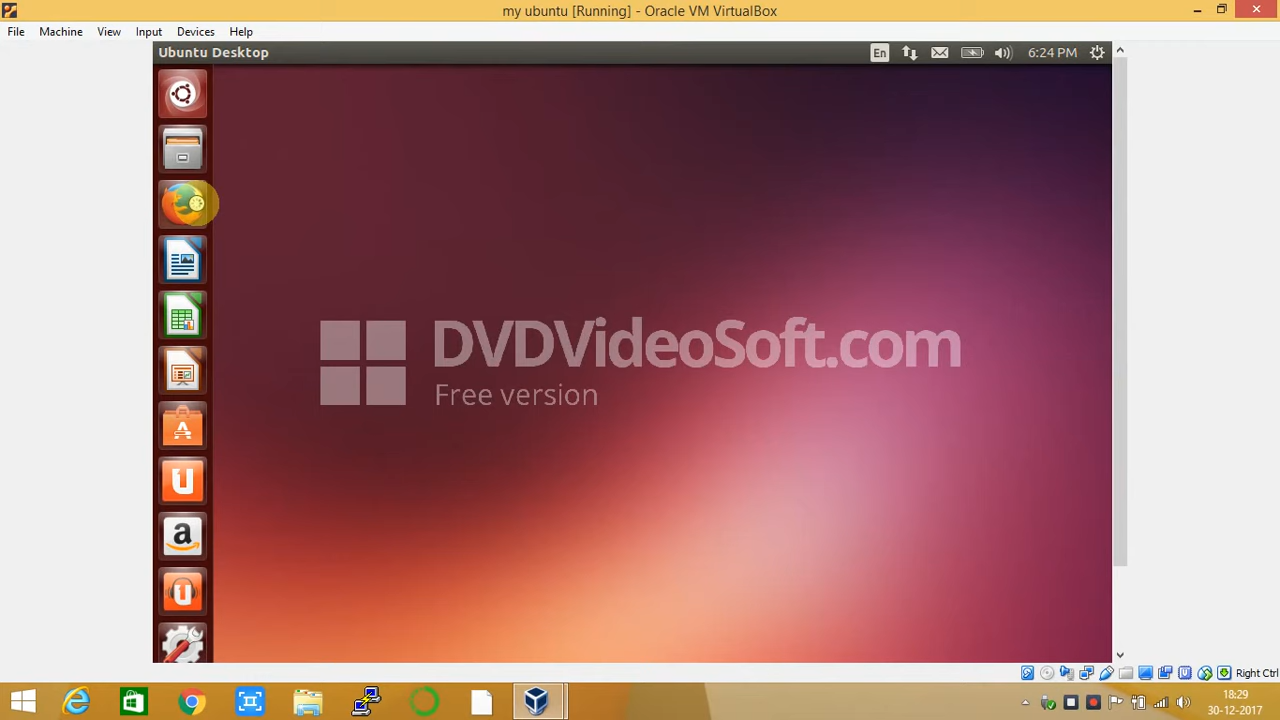 my ubuntu [Running] - Oracle VM VirtualBox
File Machine View Input Devices Help
Ubuntu Desktop
En
6:24 PM
DVDVideoSoft.com
Free version
Right Ctrl
18:29
30-12-2017